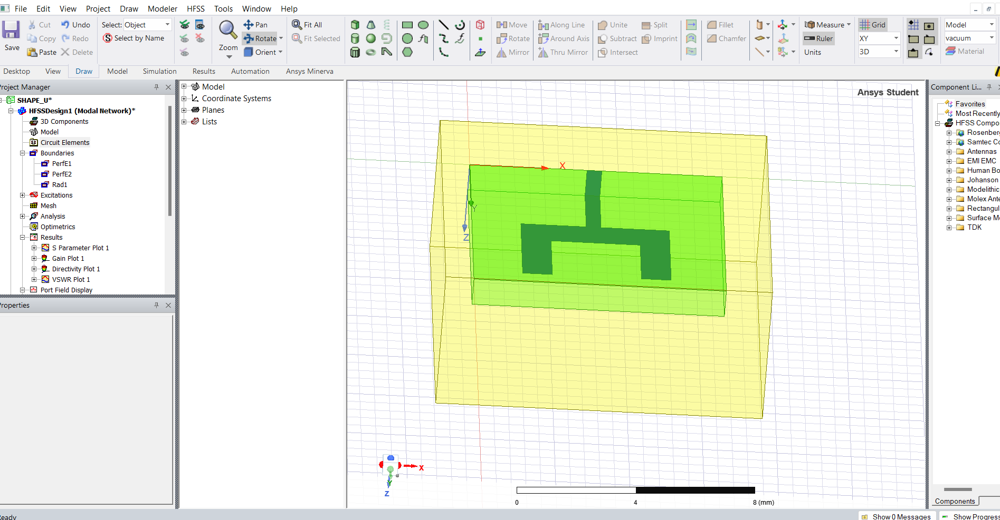 File Edit View Project Draw Modeler HFSS Tools Window Help
Save
Cut Undo
Copy Redo
Paste Delete
Select: Object
Select by Name
Zoom
Pan
Rotate
Orient
Fit All
Fit Selected
Move Along Line
Rotate Around Axis
Mirror Thru Mirror
Unite Split
Subtract Imprint
Intersect
Fillet
Chamfer
Measure
Ruler
Units
Grid
XY
3D
Model
vacuum
Material
Desktop View Draw Model Simulation Results Automation Ansys Minerva
Project Manager
SHAPE_U*
HFSSDesign1 (Modal Network)*
3D Components
Model
Circuit Elements
Boundaries
PerfE1
PerfE2
Rad1
Excitations
Mesh
Analysis
Optimetrics
Results
S Parameter Plot 1
Gain Plot 1
Directivity Plot 1
VSWR Plot 1
Port Field Display
Properties
Model
Coordinate Systems
Planes
Lists
Ansys Student
X
Y
Z
X
Y
Z
0 4 8 (mm)
Component Li...
Favorites
Most Recently
HFSS Compo
Rosenber
Samtec Co
Antennas
EMI EMC
Human Bo
Johanson
Modelithic
Molex Ante
Rectangul
Surface M
TDK
Components
Ready
Show 0 Messages Show Progress